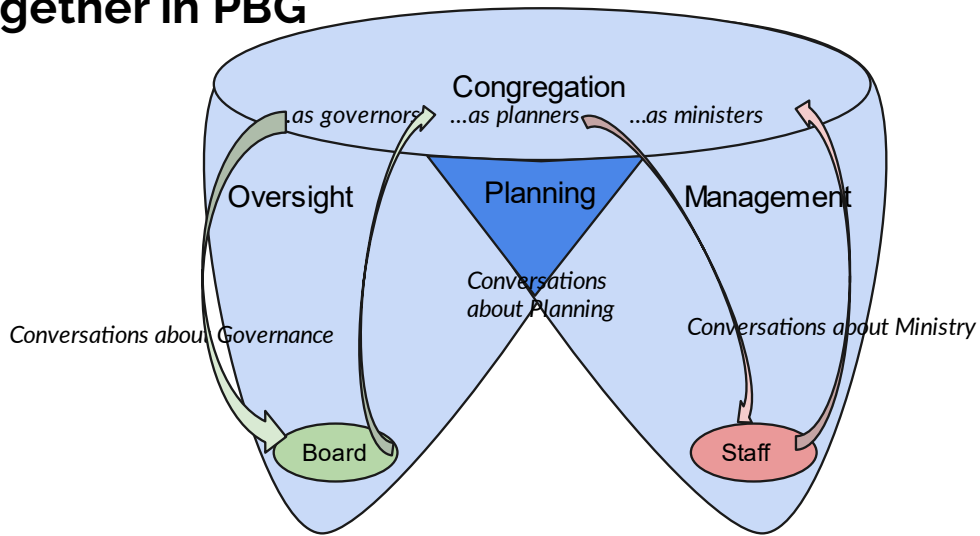 gether in PBG
Congregation
...as governors
...as planners
...as ministers
Oversight
Planning
Management
Conversations
about Planning
Conversations about Governance
Conversations about Ministry
Board
Staff